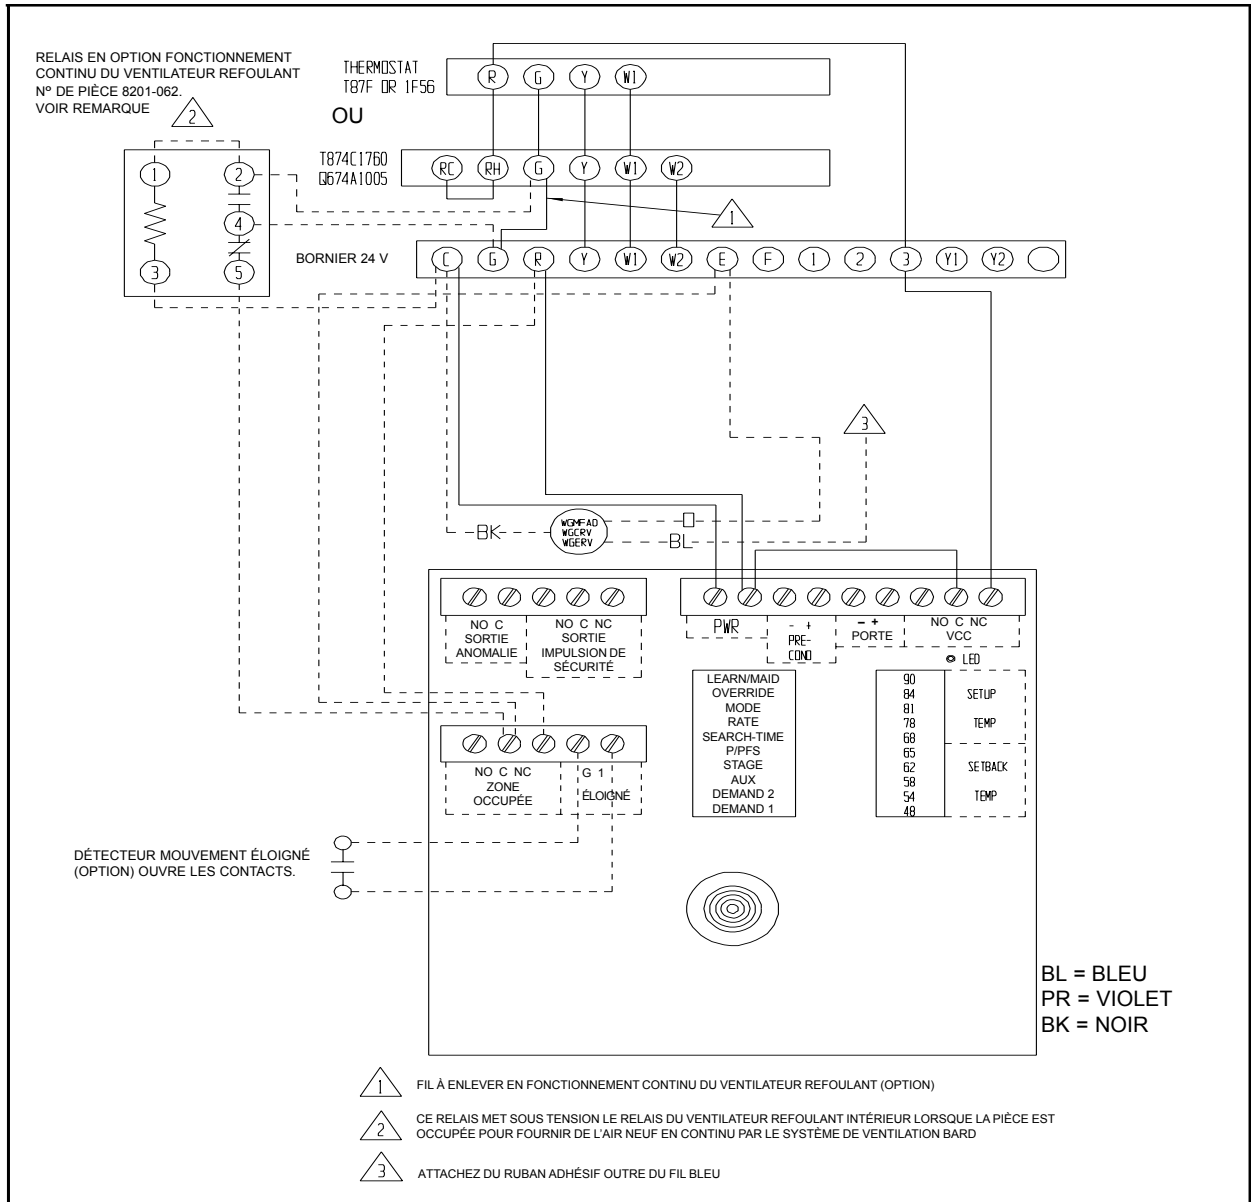 RELAIS EN OPTION FONCTIONNEMENT
CONTINU DU VENTILATEUR REFOULANT
Nº DE PIÈCE 8201-062.
VOIR REMARQUE
2
THERMOSTAT
T87F OR 1F56
R G Y W1
OU
T874C1760
Q674A1005
RC RH G Y W1 W2
1 2
4
3 5
1
BORNIER 24 V
C G R Y W1 W2 E F 1 2 3 Y1 Y2
3
BK
WGMFAD
WGCRV
WGERV
BL
NO C
SORTIE
ANOMALIE
NO C NC
SORTIE
IMPULSION DE
SÉCURITÉ
PWR
- +
PRE-
COND
- +
PORTE
NO C NC
VCC
LED
LEARN/MAID
OVERRIDE
MODE
RATE
SEARCH-TIME
P/PFS
STAGE
AUX
DEMAND 2
DEMAND 1
90
84
81
78
68
65
62
58
54
48
SETUP
TEMP
SETBACK
TEMP
NO C NC
ZONE
OCCUPÉE
G 1
ÉLOIGNÉ
DÉTECTEUR MOUVEMENT ÉLOIGNÉ
(OPTION) OUVRE LES CONTACTS.
BL = BLEU
PR = VIOLET
BK = NOIR
1 FIL À ENLEVER EN FONCTIONNEMENT CONTINU DU VENTILATEUR REFOULANT (OPTION)
2 CE RELAIS MET SOUS TENSION LE RELAIS DU VENTILATEUR REFOULANT INTÉRIEUR LORSQUE LA PIÈCE EST
OCCUPÉE POUR FOURNIR DE L'AIR NEUF EN CONTINU PAR LE SYSTÈME DE VENTILATION BARD
3 ATTACHEZ DU RUBAN ADHÉSIF OUTRE DU FIL BLEU